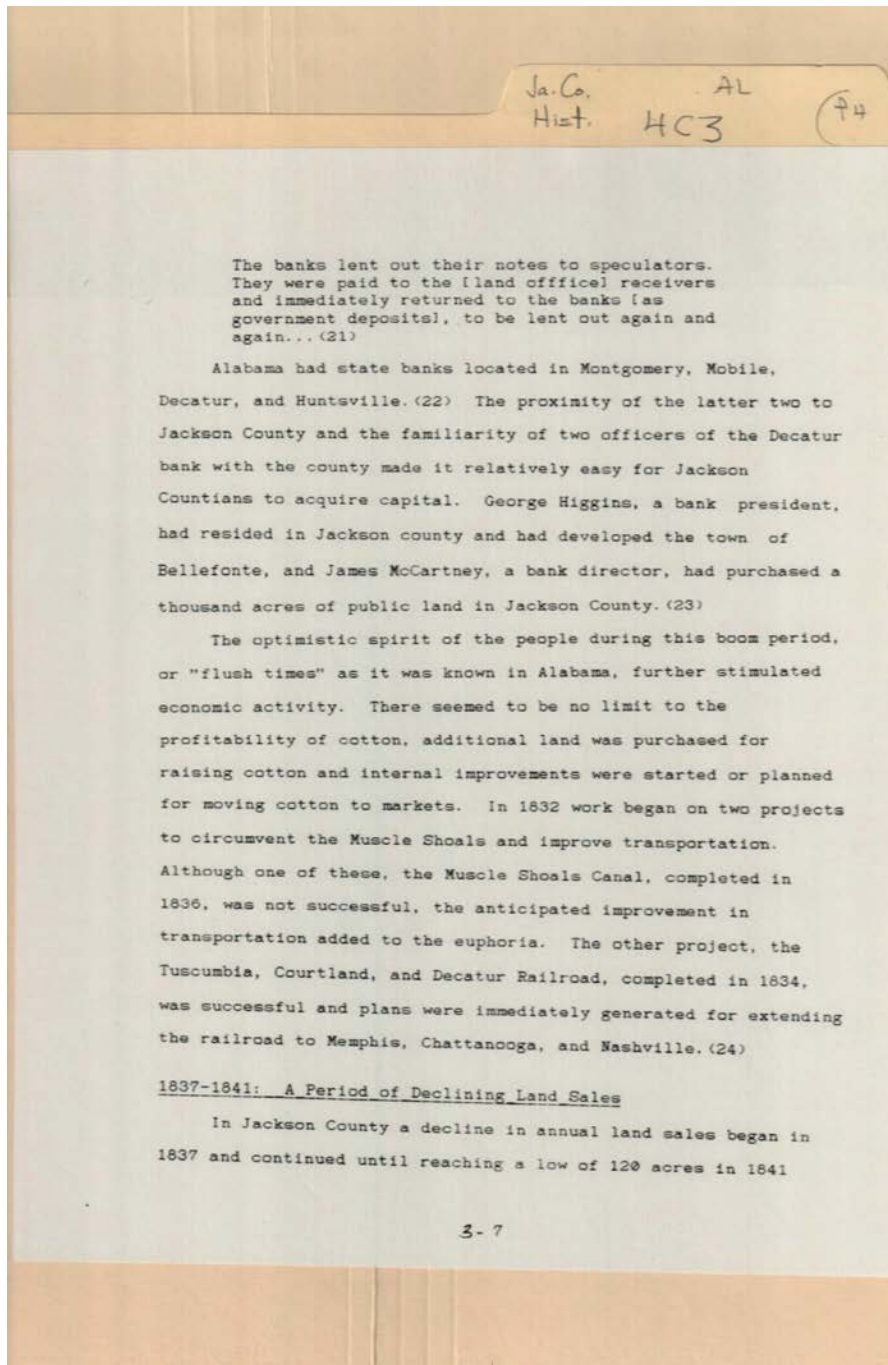 Ja. Co. AL
Hist. 4C3 P4
The banks lent out their notes to speculators.
They were paid to the [land offfice] receivers
and immediately returned to the banks [as
government deposits], to be lent out again and
again...(21)
Alabama had state banks located in Montgomery, Mobile,
Decatur, and Huntsville.(22) The proximity of the latter two to
Jackson County and the familiarity of two officers of the Decatur
bank with the county made it relatively easy for Jackson
Countians to acquire capital. George Higgins, a bank president,
had resided in Jackson county and had developed the town of
Bellefonte, and James McCartney, a bank director, had purchased a
thousand acres of public land in Jackson County.(23)
The optimistic spirit of the people during this boom period,
or "flush times" as it was known in Alabama, further stimulated
economic activity. There seemed to be no limit to the
profitability of cotton, additional land was purchased for
raising cotton and internal improvements were started or planned
for moving cotton to markets. In 1832 work began on two projects
to circumvent the Muscle Shoals and improve transportation.
Although one of these, the Muscle Shoals Canal, completed in
1836, was not successful, the anticipated improvement in
transportation added to the euphoria. The other project, the
Tuscumbia, Courtland, and Decatur Railroad, completed in 1834,
was successful and plans were immediately generated for extending
the railroad to Memphis, Chattanooga, and Nashville.(24)
1837-1841: A Period of Declining Land Sales
In Jackson County a decline in annual land sales began in
1837 and continued until reaching a low of 120 acres in 1841
3-7